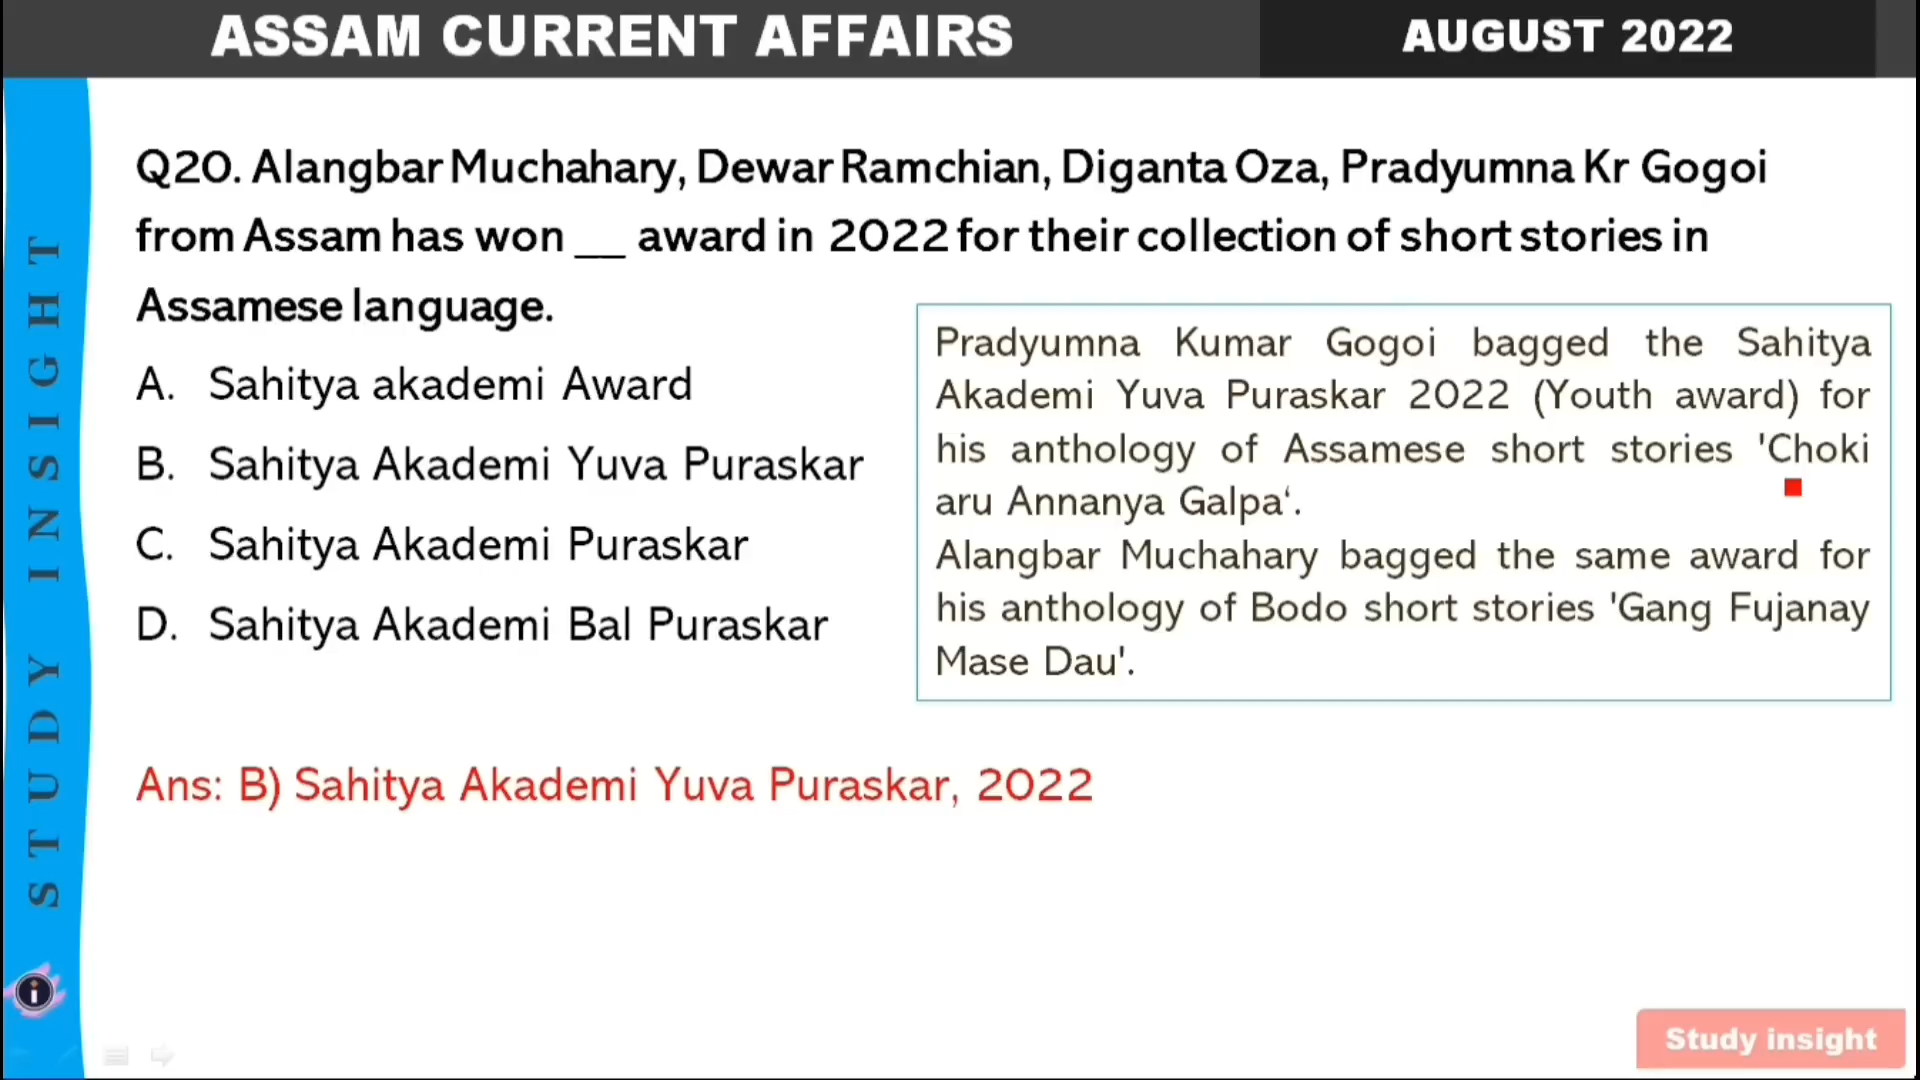 ASSAM CURRENT AFFAIRS
AUGUST 2022
STUDY INSIGHT
Q20. Alangbar Muchahary, Dewar Ramchian, Diganta Oza, Pradyumna Kr Gogoi
from Assam has won __ award in 2022 for their collection of short stories in
Assamese language.
A. Sahitya akademi Award
B. Sahitya Akademi Yuva Puraskar
C. Sahitya Akademi Puraskar
D. Sahitya Akademi Bal Puraskar
Pradyumna Kumar Gogoi bagged the Sahitya
Akademi Yuva Puraskar 2022 (Youth award) for
his anthology of Assamese short stories 'Choki
aru Annanya Galpa‘.
Alangbar Muchahary bagged the same award for
his anthology of Bodo short stories 'Gang Fujanay
Mase Dau'.
Ans: B) Sahitya Akademi Yuva Puraskar, 2022
i
Study insight